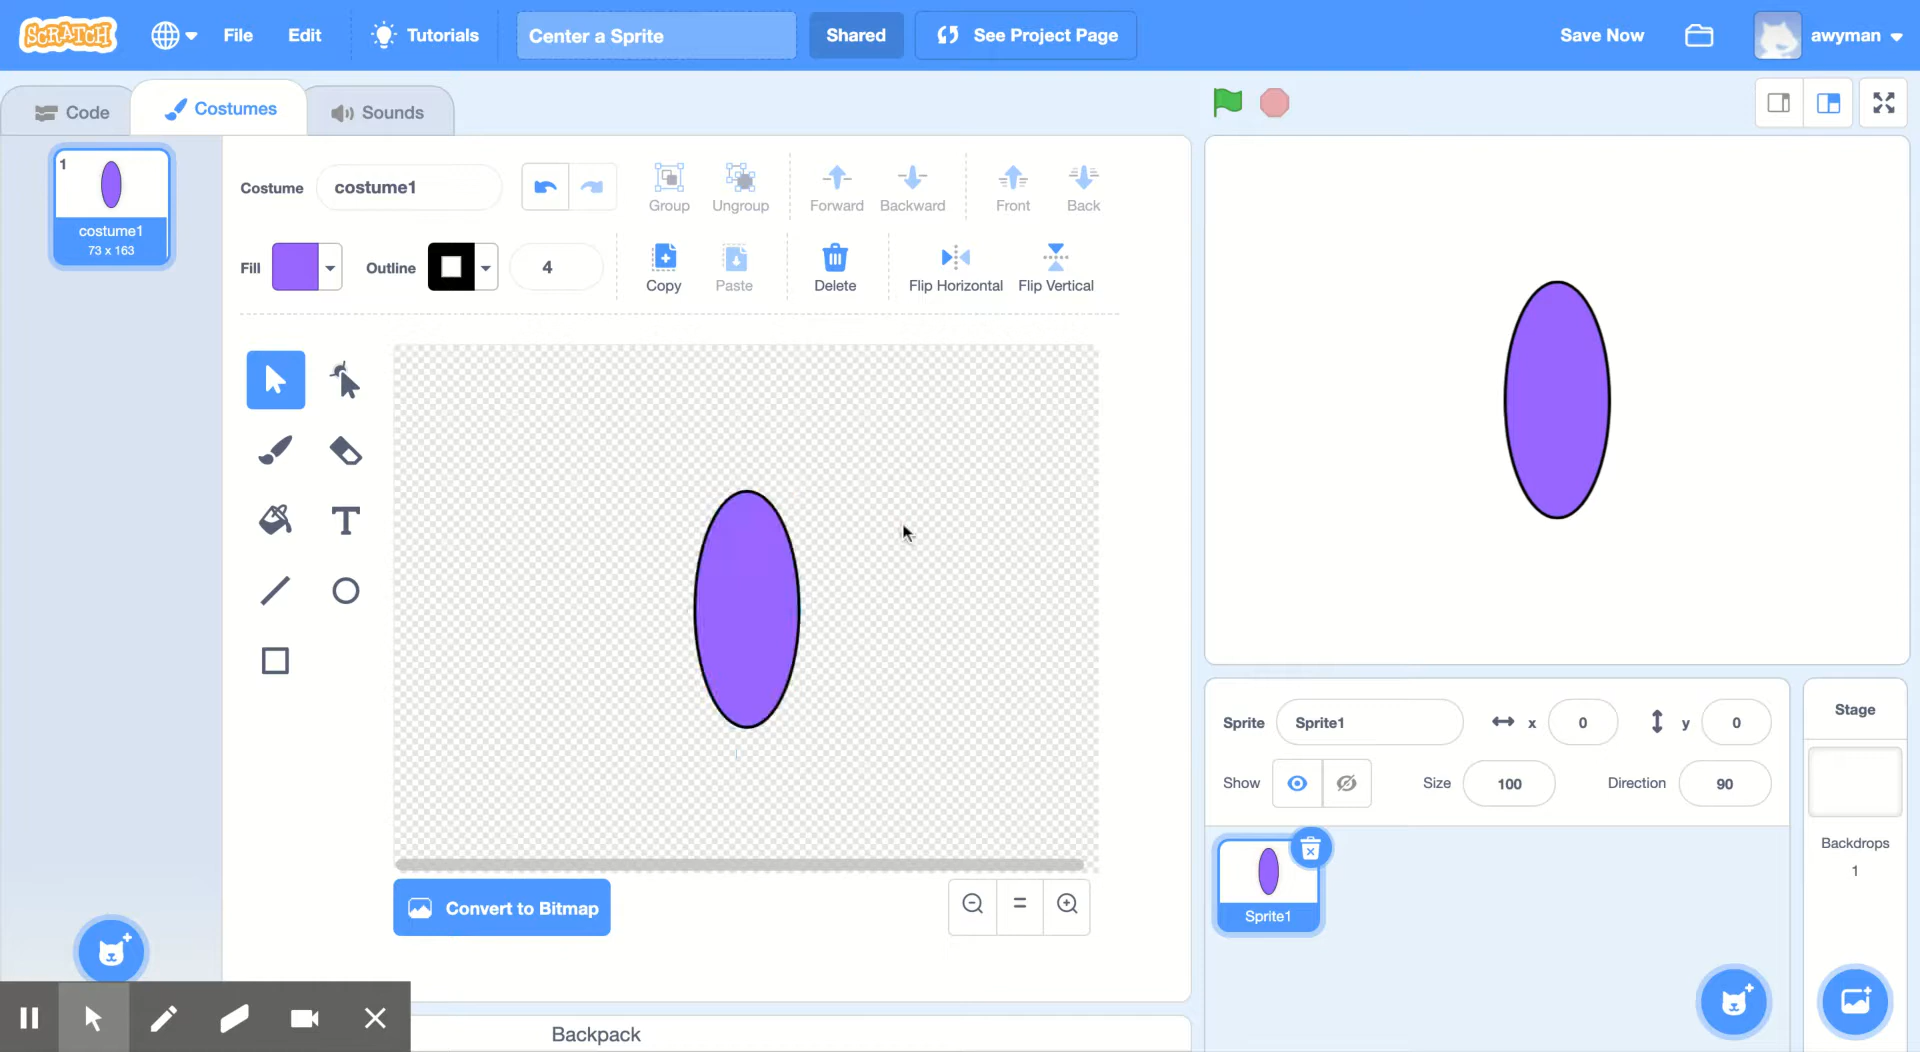 SCRATCH File Edit Tutorials Center a Sprite Shared See Project Page Save Now awyman
Code Costumes Sounds
1
costume1
73 x 163
Costume costume1
Group Ungroup Forward Backward Front Back
Fill Outline 4
Copy Paste Delete Flip Horizontal Flip Vertical
T
Convert to Bitmap =
Backpack
Sprite Sprite1 x 0 y 0
Show Size 100 Direction 90
Sprite1
Stage
Backdrops
1